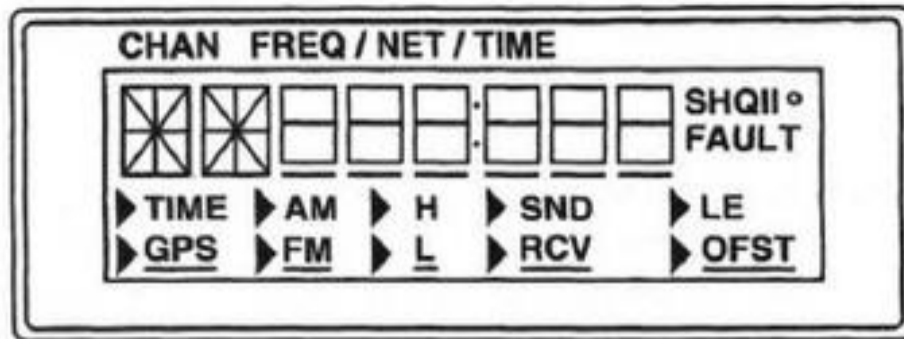 CHAN FREQ / NET / TIME
SHQII °
FAULT
TIME AM H SND LE
GPS FM L RCV OFST